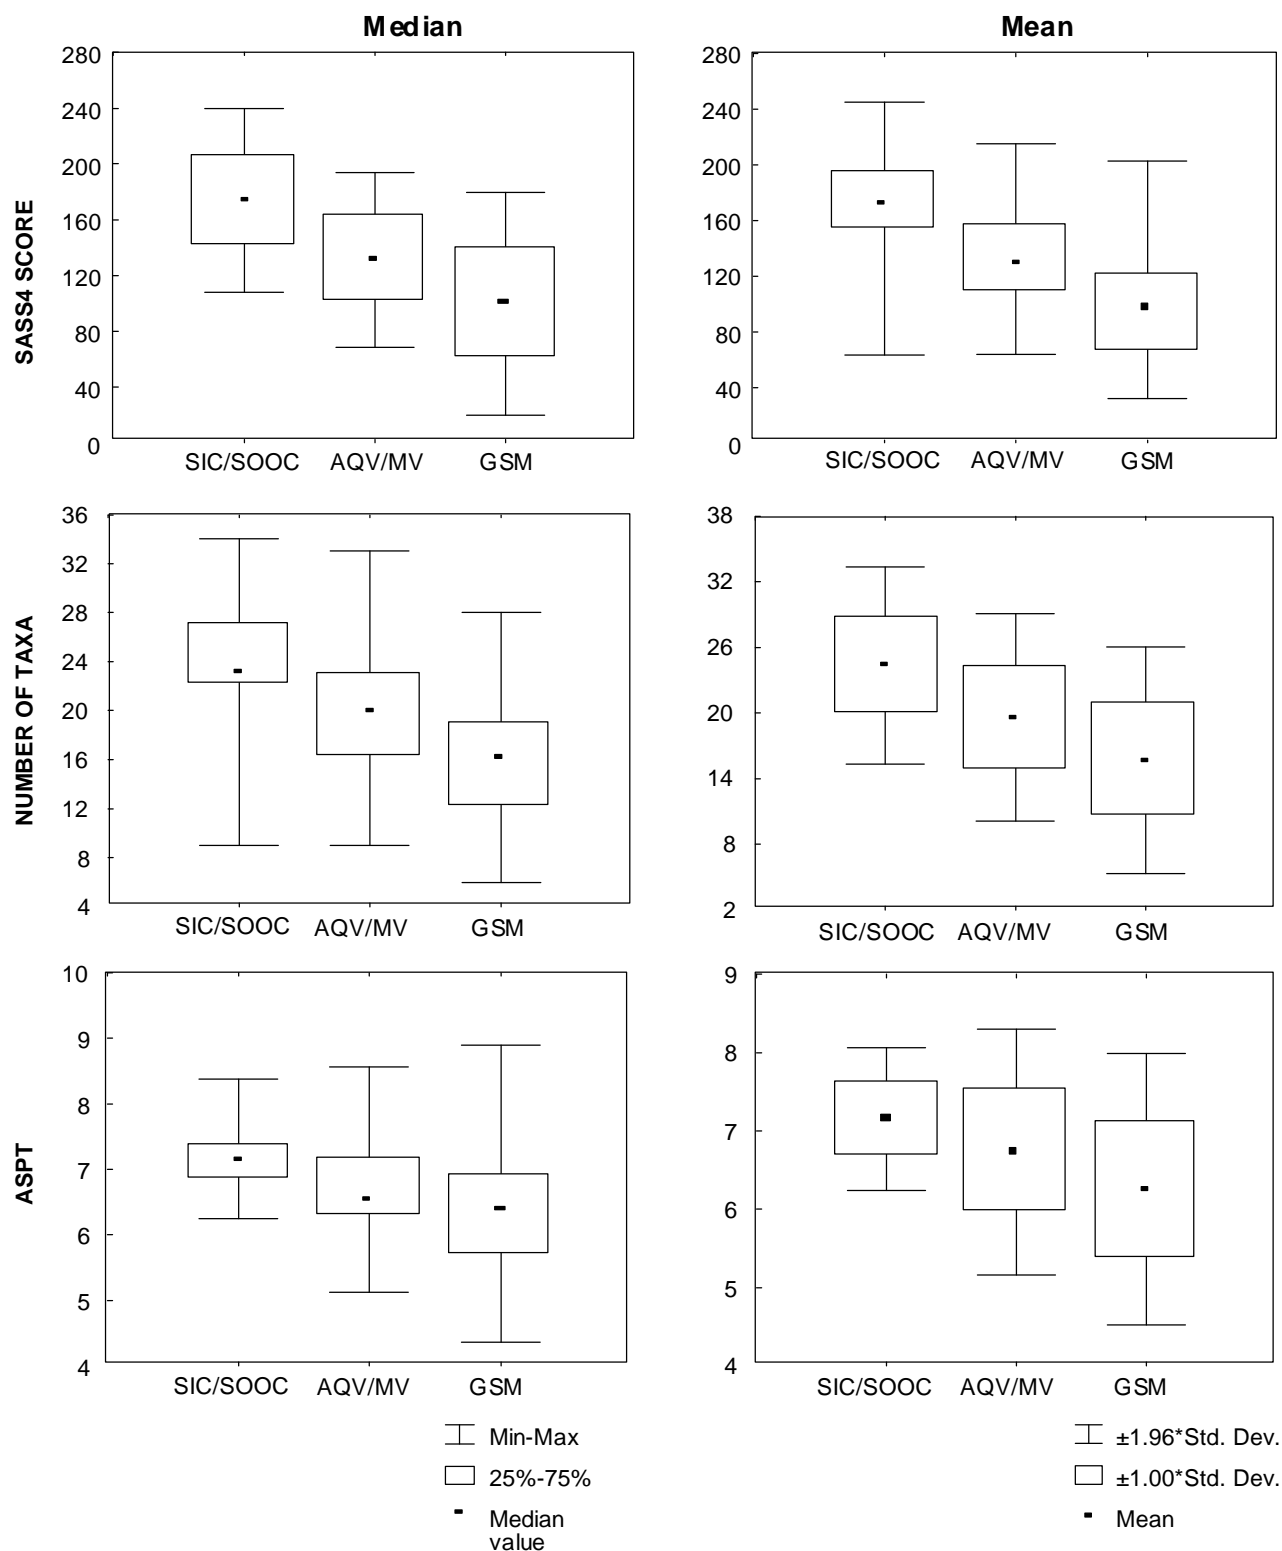 Median
Mean
SASS4 SCORE
280
240
200
160
120
80
40
0
SIC/SOOC AQV/MV GSM
280
240
200
160
120
80
40
0
SIC/SOOC AQV/MV GSM
NUMBER OF TAXA
36
32
28
24
20
16
12
8
4
SIC/SOOC AQV/MV GSM
38
32
26
20
14
8
2
SIC/SOOC AQV/MV GSM
ASPT
10
9
8
7
6
5
4
SIC/SOOC AQV/MV GSM
9
8
7
6
5
4
SIC/SOOC AQV/MV GSM
Min-Max
25%-75%
Median
value
±1.96*Std. Dev.
±1.00*Std. Dev.
Mean